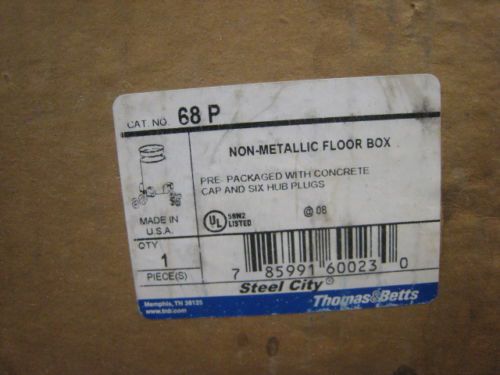 CAT. NO. 68 P
NON-METALLIC FLOOR BOX
PRE- PACKAGED WITH CONCRETE
CAP AND SIX HUB PLUGS
@ 08
MADE IN
U.S.A.
UL
59N2
LISTED
QTY
1
PIECE(S)
7 85991 60023 0
Steel City®
Thomas&Betts
Memphis, TN 38125
www.tnb.com